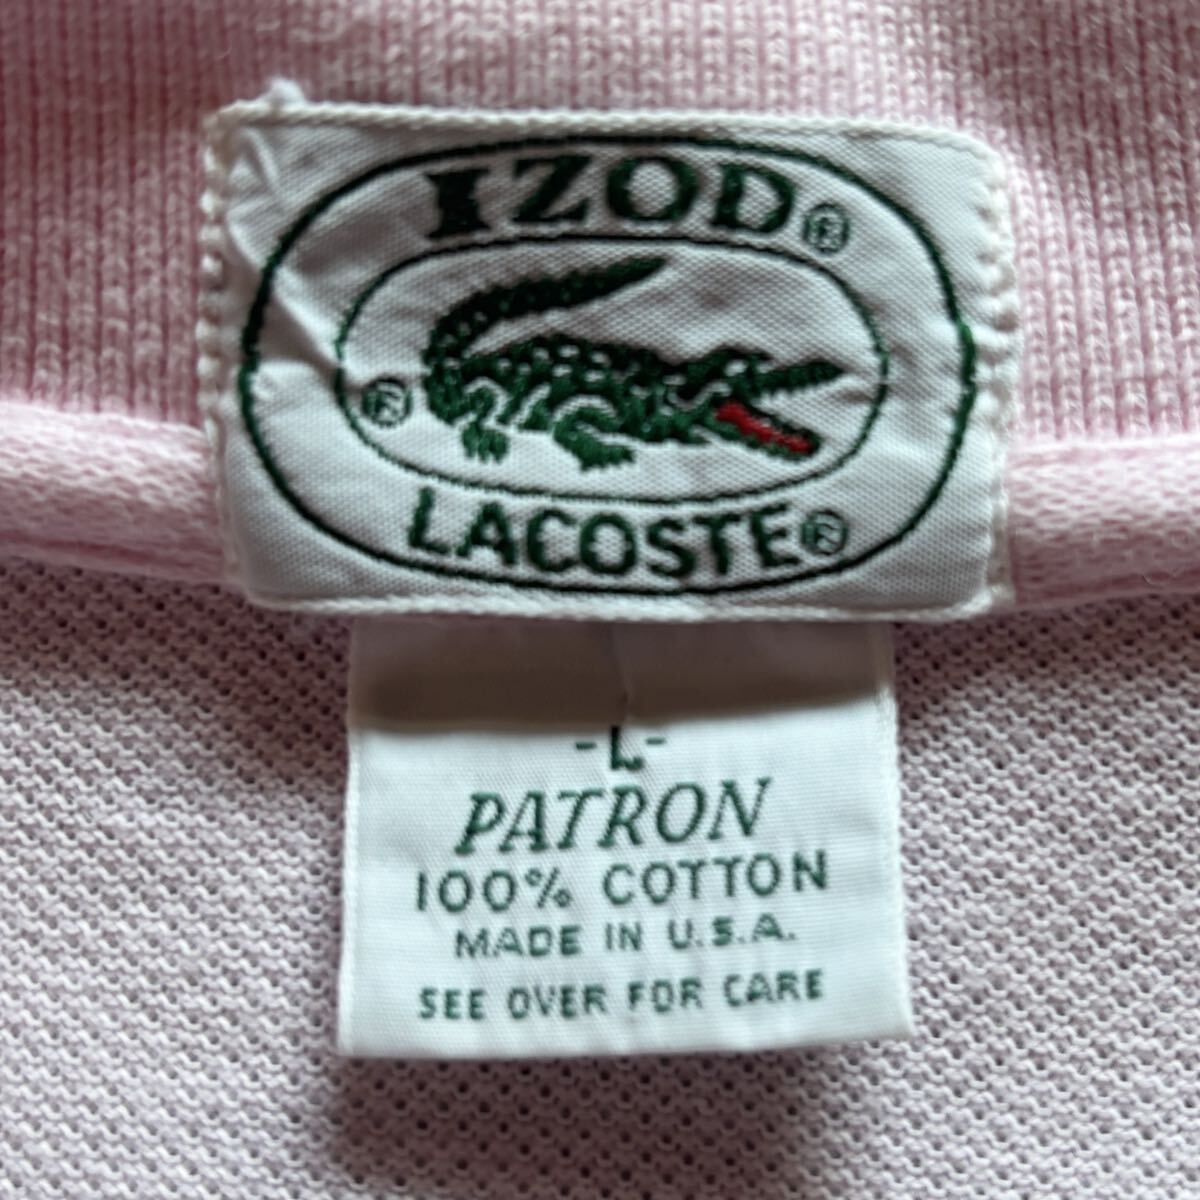 IZOD®
®
LACOSTE®
-L-
PATRON
100% COTTON
MADE IN U.S.A.
SEE OVER FOR CARE